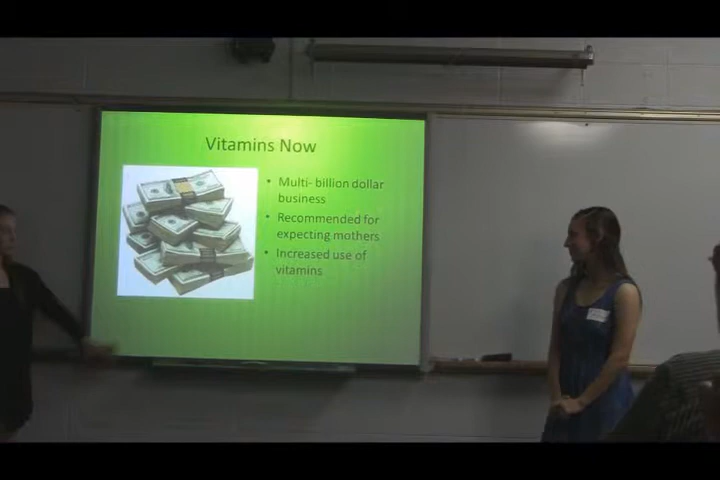 Vitamins Now
• Multi- billion dollar
business
• Recommended for
expecting mothers
• Increased use of
vitamins